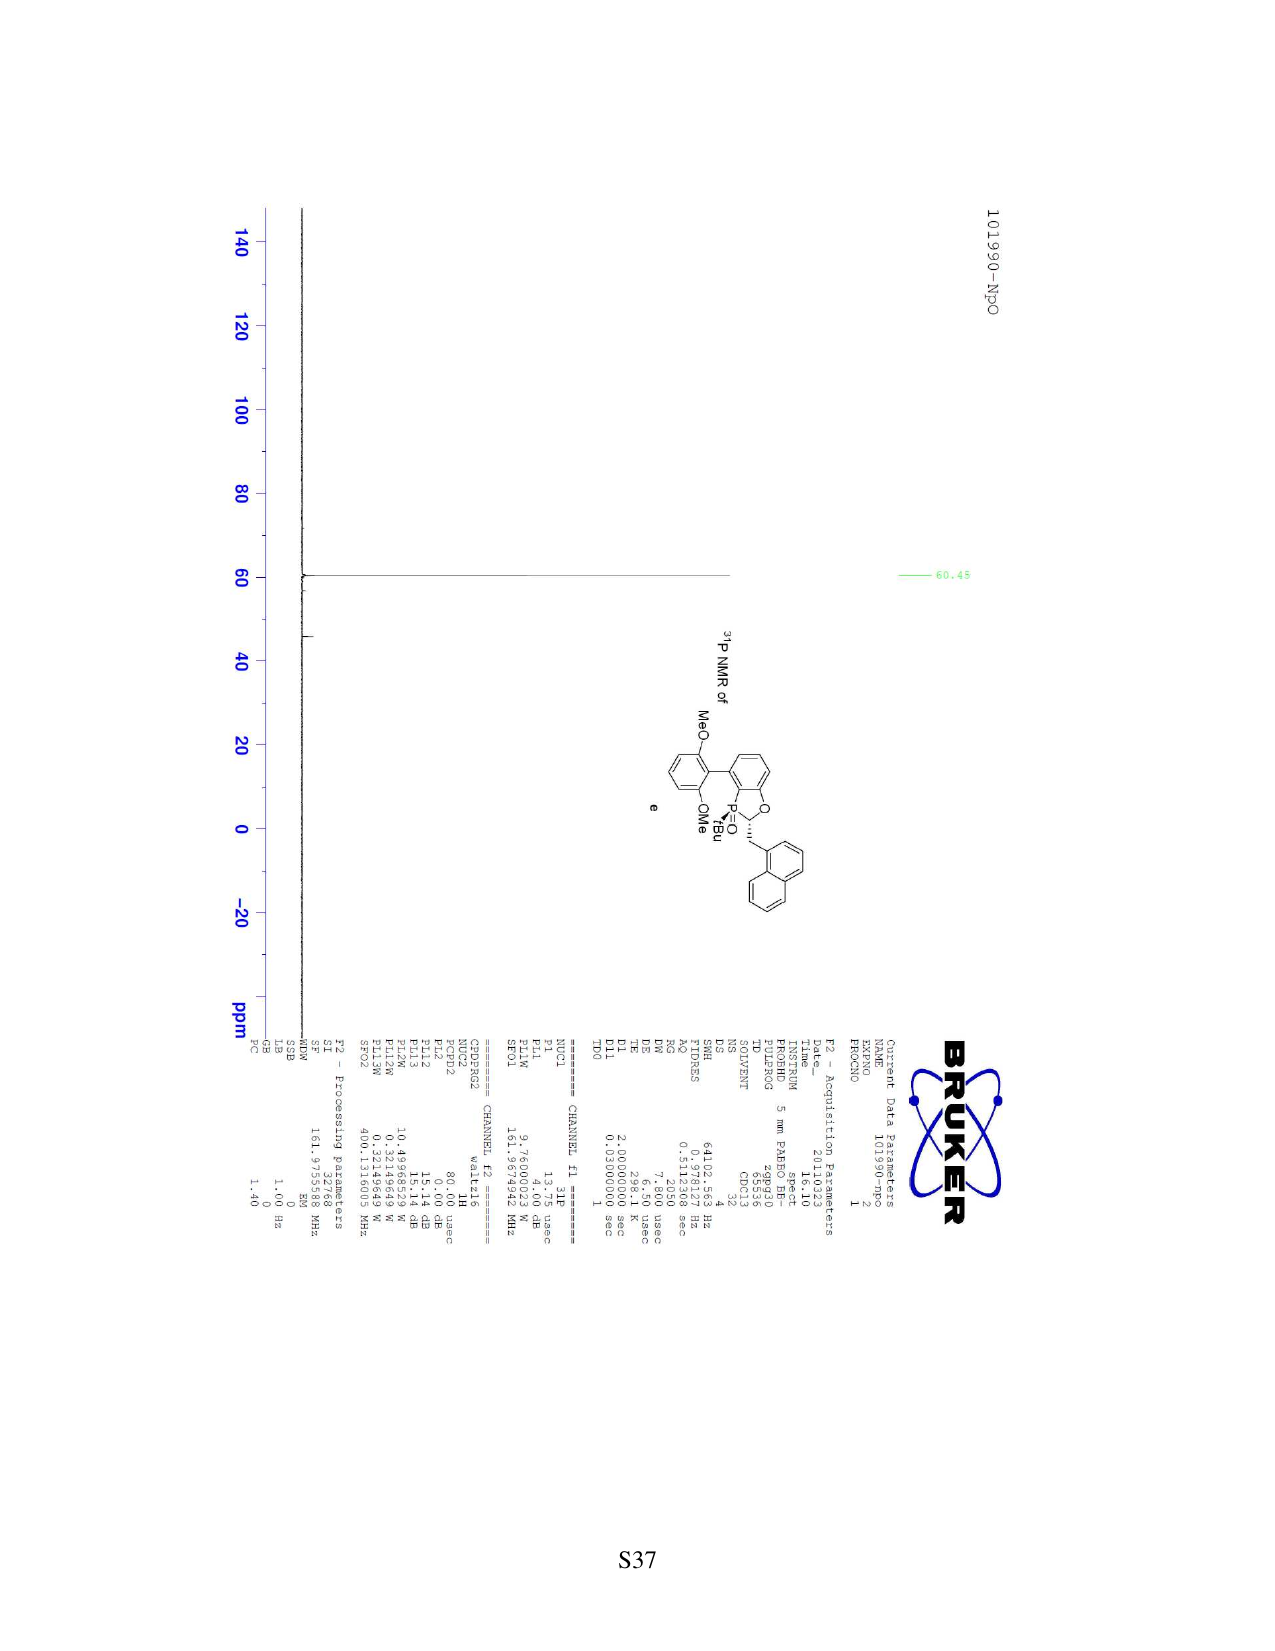 101990-NpO
60.45
31P NMR of
MeO
O
P=O
tBu
OMe
e
140 120 100 80 60 40 20 0 -20 ppm
BRUKER
Current Data Parameters
NAME 101990-npo
EXPNO 2
PROCNO 1
F2 - Acquisition Parameters
Date_ 20110323
Time 16.10
INSTRUM spect
PROBHD 5 mm PABBO BB-
PULPROG zgpg30
TD 65536
SOLVENT CDCl3
NS 32
DS 4
SWH 64102.563 Hz
FIDRES 0.978127 Hz
AQ 0.5112308 sec
RG 2050
DW 7.800 usec
DE 6.50 usec
TE 298.1 K
D1 2.00000000 sec
D11 0.03000000 sec
TD0 1
======== CHANNEL f1 ========
NUC1 31P
P1 13.75 usec
PL1 4.00 dB
PL1W 9.76000023 W
SFO1 161.9674942 MHz
======== CHANNEL f2 ========
CPDPRG2 waltz16
NUC2 1H
PCPD2 80.00 usec
PL2 0.00 dB
PL12 15.14 dB
PL13 15.14 dB
PL2W 10.49968529 W
PL12W 0.32149649 W
PL13W 0.32149649 W
SFO2 400.1316005 MHz
F2 - Processing parameters
SI 32768
SF 161.9755588 MHz
WDW EM
SSB 0
LB 1.00 Hz
GB 0
PC 1.40
S37